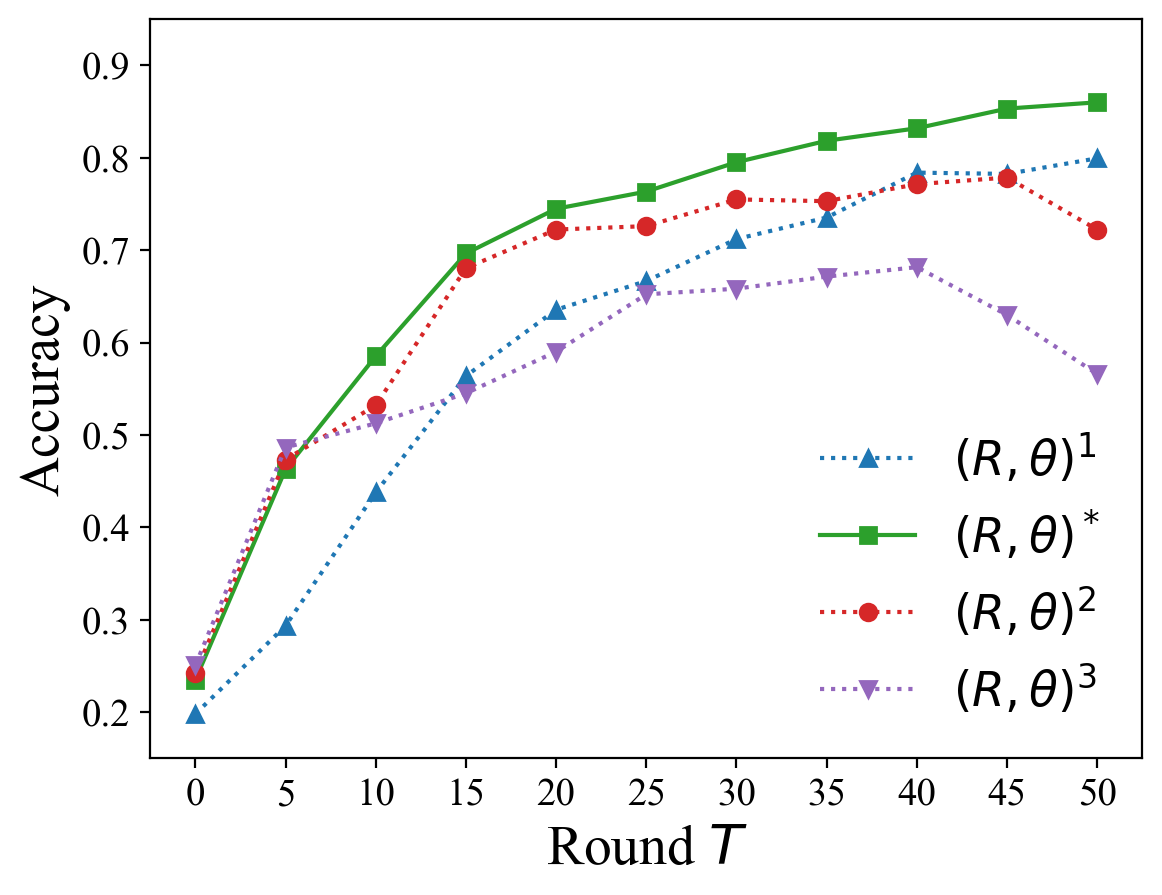 Accuracy
0.9
0.8
0.7
0.6
0.5
0.4
0.3
0.2
(R, θ)¹
(R, θ)*
(R, θ)²
(R, θ)³
0 5 10 15 20 25 30 35 40 45 50
Round T